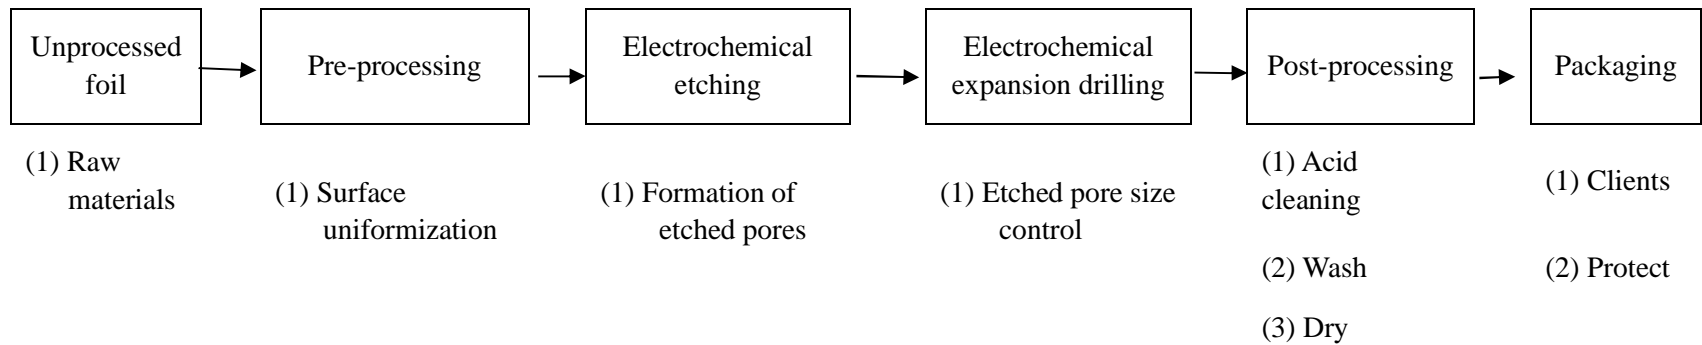 Unprocessed
foil
Pre-processing
Electrochemical
etching
Electrochemical
expansion drilling
Post-processing
Packaging
(1) Raw
materials
(1) Surface
uniformization
(1) Formation of
etched pores
(1) Etched pore size
control
(1) Acid
cleaning
(2) Wash
(3) Dry
(1) Clients
(2) Protect